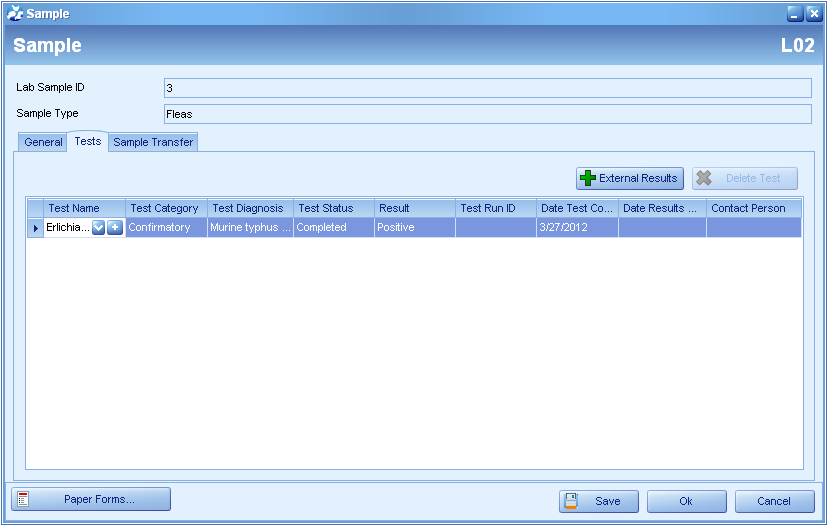 Sample
Sample L02
Lab Sample ID 3
Sample Type Fleas
General Tests Sample Transfer
External Results Delete Test
Test Name Test Category Test Diagnosis Test Status Result Test Run ID Date Test Co... Date Results ... Contact Person
Erlichia... Confirmatory Murine typhus ... Completed Positive 3/27/2012
Paper Forms... Save Ok Cancel